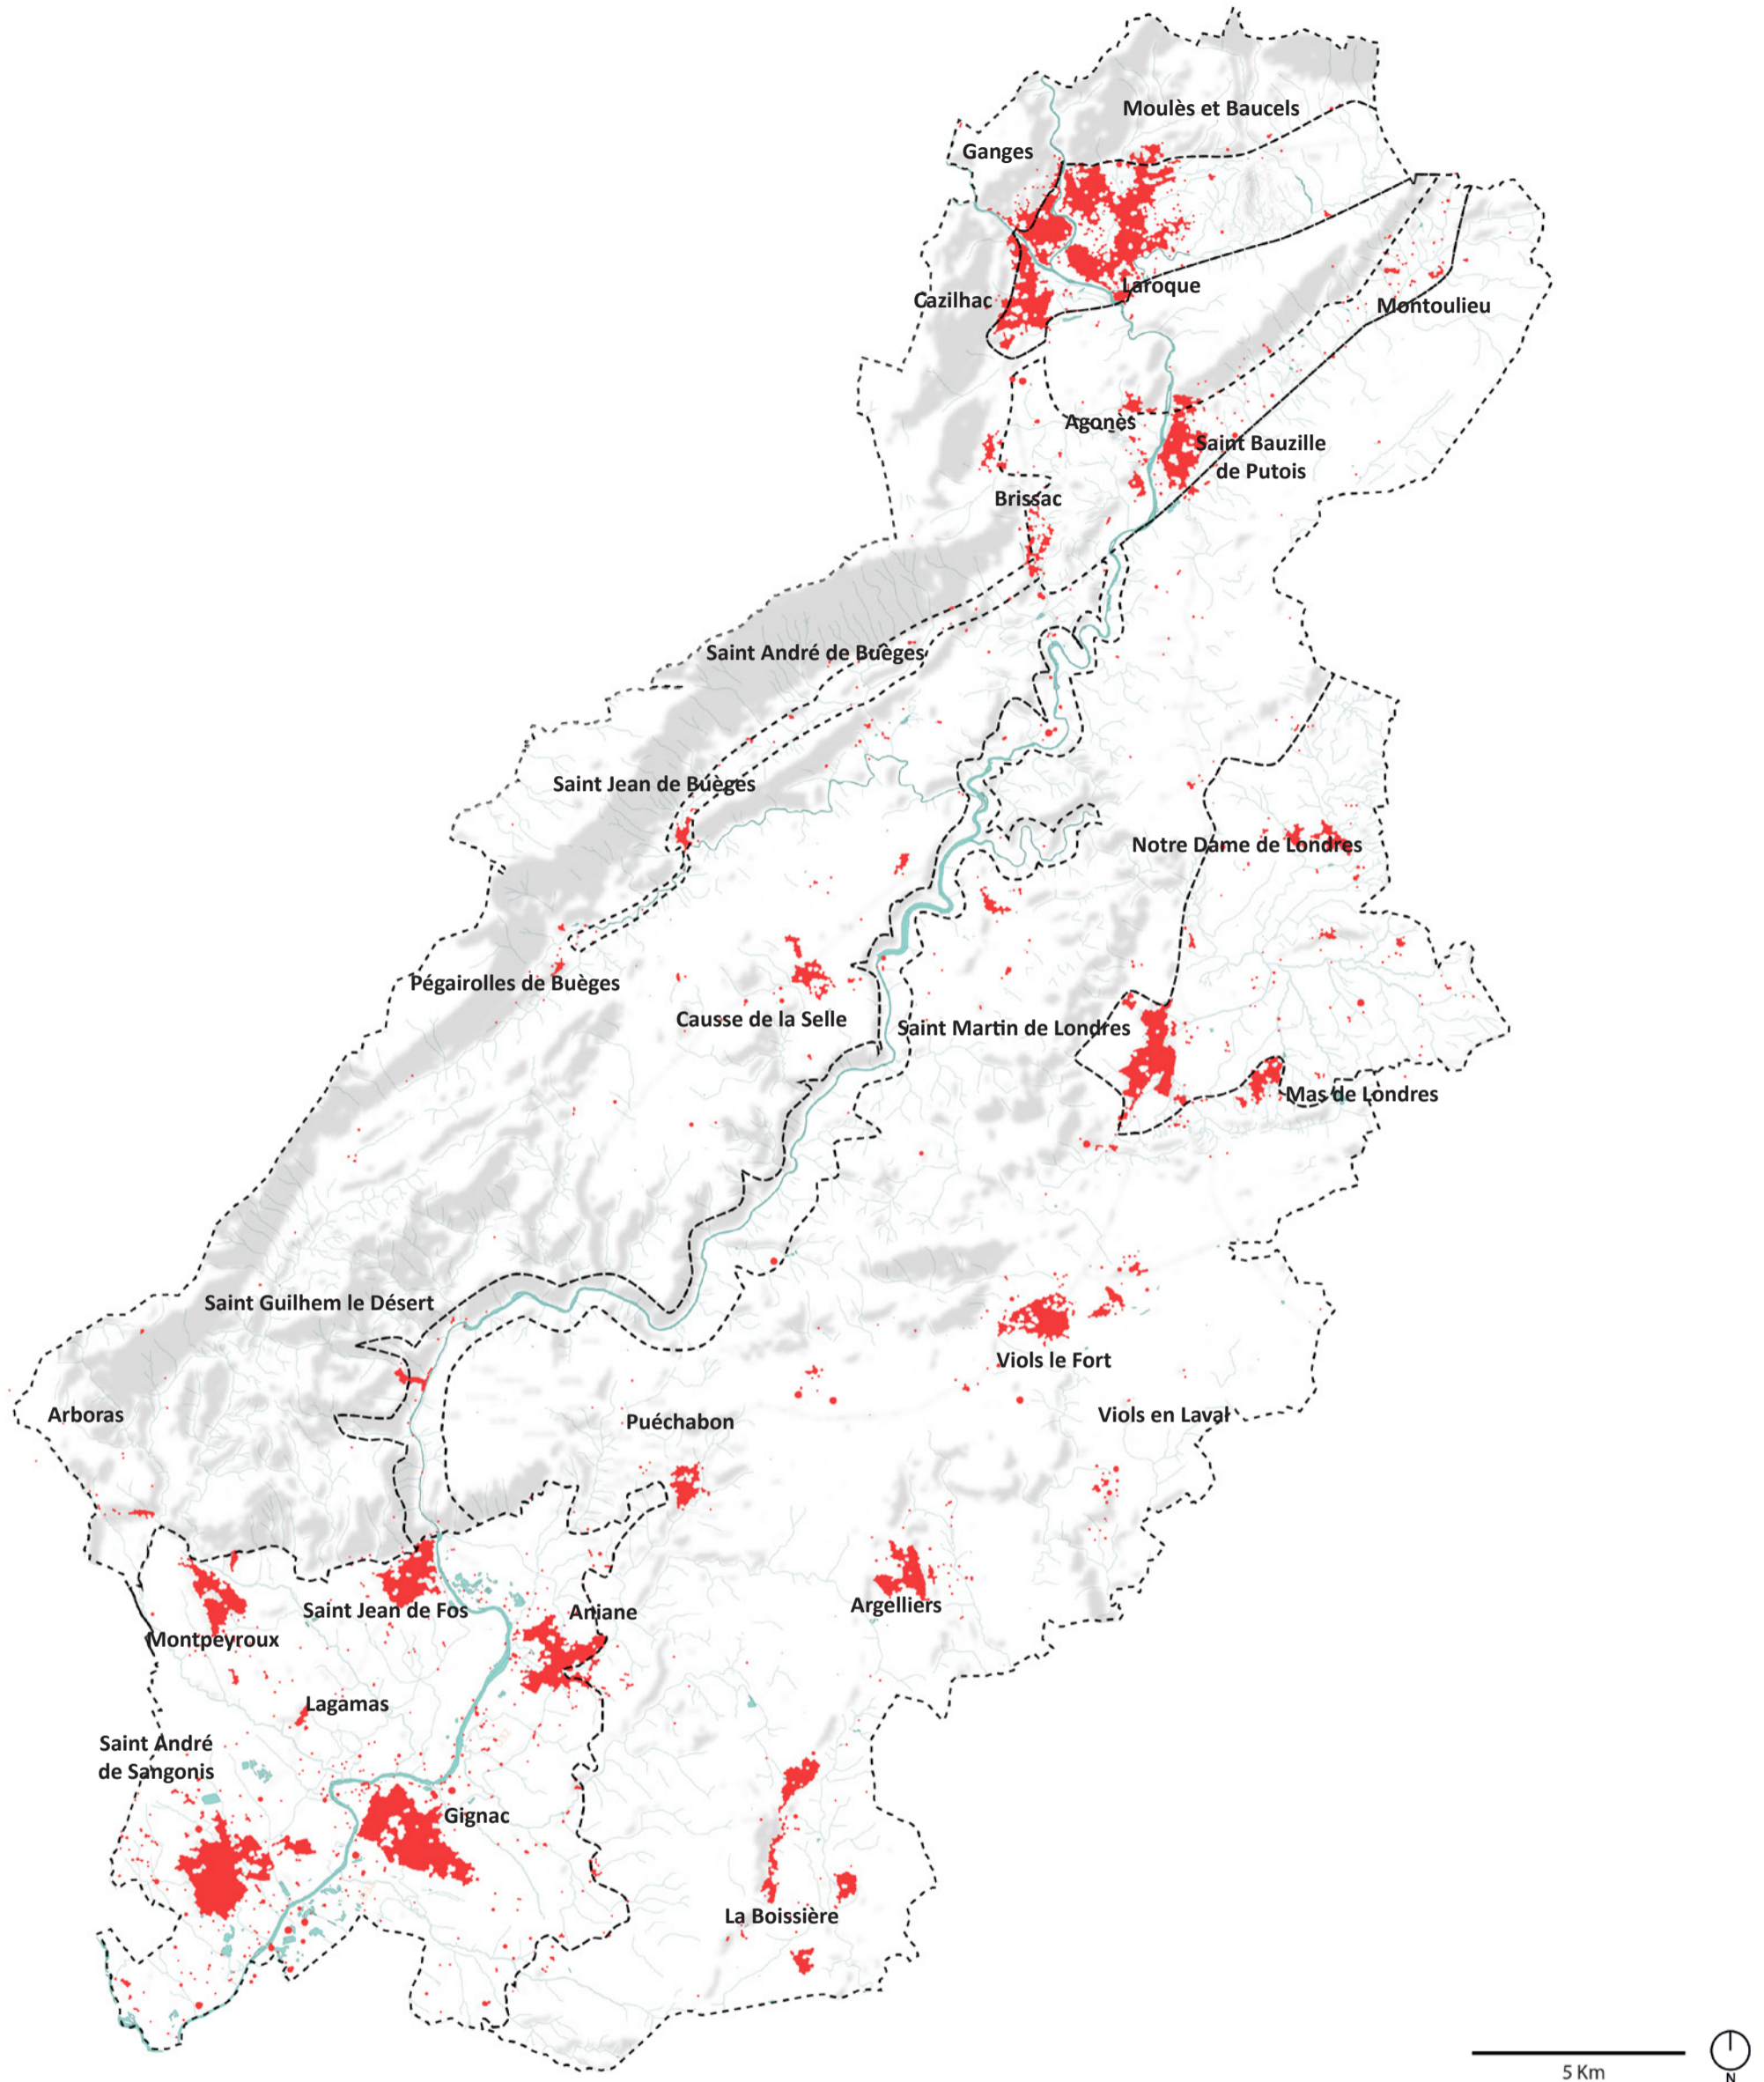 Moulès et Baucels
Ganges
Laroque
Cazilhac
Montoulieu
Agonès
Saint Bauzille
de Putois
Brissac
Saint André de Buèges
Saint Jean de Buèges
Notre Dame de Londres
Pégairolles de Buèges
Causse de la Selle
Saint Martin de Londres
Mas de Londres
Saint Guilhem le Désert
Viols le Fort
Arboras
Puéchabon
Viols en Laval
Argelliers
Saint Jean de Fos
Aniane
Montpeyroux
Lagamas
Saint André
de Sangonis
Gignac
La Boissière
5 Km
N